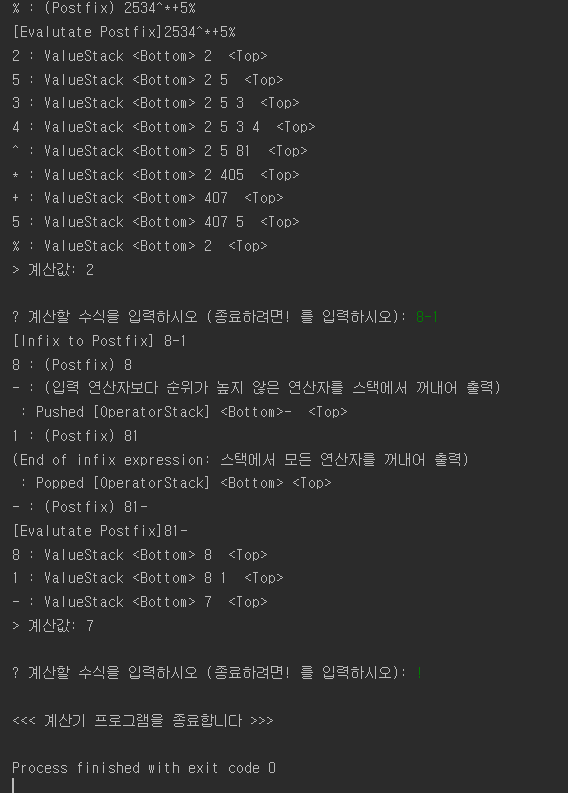 % : (Postfix) 2534^*+5%
[Evalutate Postfix]2534^*+5%
2 : ValueStack <Bottom> 2  <Top>
5 : ValueStack <Bottom> 2 5  <Top>
3 : ValueStack <Bottom> 2 5 3  <Top>
4 : ValueStack <Bottom> 2 5 3 4  <Top>
^ : ValueStack <Bottom> 2 5 81  <Top>
* : ValueStack <Bottom> 2 405  <Top>
+ : ValueStack <Bottom> 407  <Top>
5 : ValueStack <Bottom> 407 5  <Top>
% : ValueStack <Bottom> 2  <Top>
> 계산값: 2
? 계산할 수식을 입력하시오 (종료하려면! 를 입력하시오): 8-1
[Infix to Postfix] 8-1
8 : (Postfix) 8
- : (입력 연산자보다 순위가 높지 않은 연산자를 스택에서 꺼내어 출력)
 : Pushed [OperatorStack] <Bottom>-  <Top>
1 : (Postfix) 81
(End of infix expression: 스택에서 모든 연산자를 꺼내어 출력)
 : Popped [OperatorStack] <Bottom> <Top>
- : (Postfix) 81-
[Evalutate Postfix]81-
8 : ValueStack <Bottom> 8  <Top>
1 : ValueStack <Bottom> 8 1  <Top>
- : ValueStack <Bottom> 7  <Top>
> 계산값: 7
? 계산할 수식을 입력하시오 (종료하려면! 를 입력하시오): !
<<< 계산기 프로그램을 종료합니다 >>>
Process finished with exit code 0